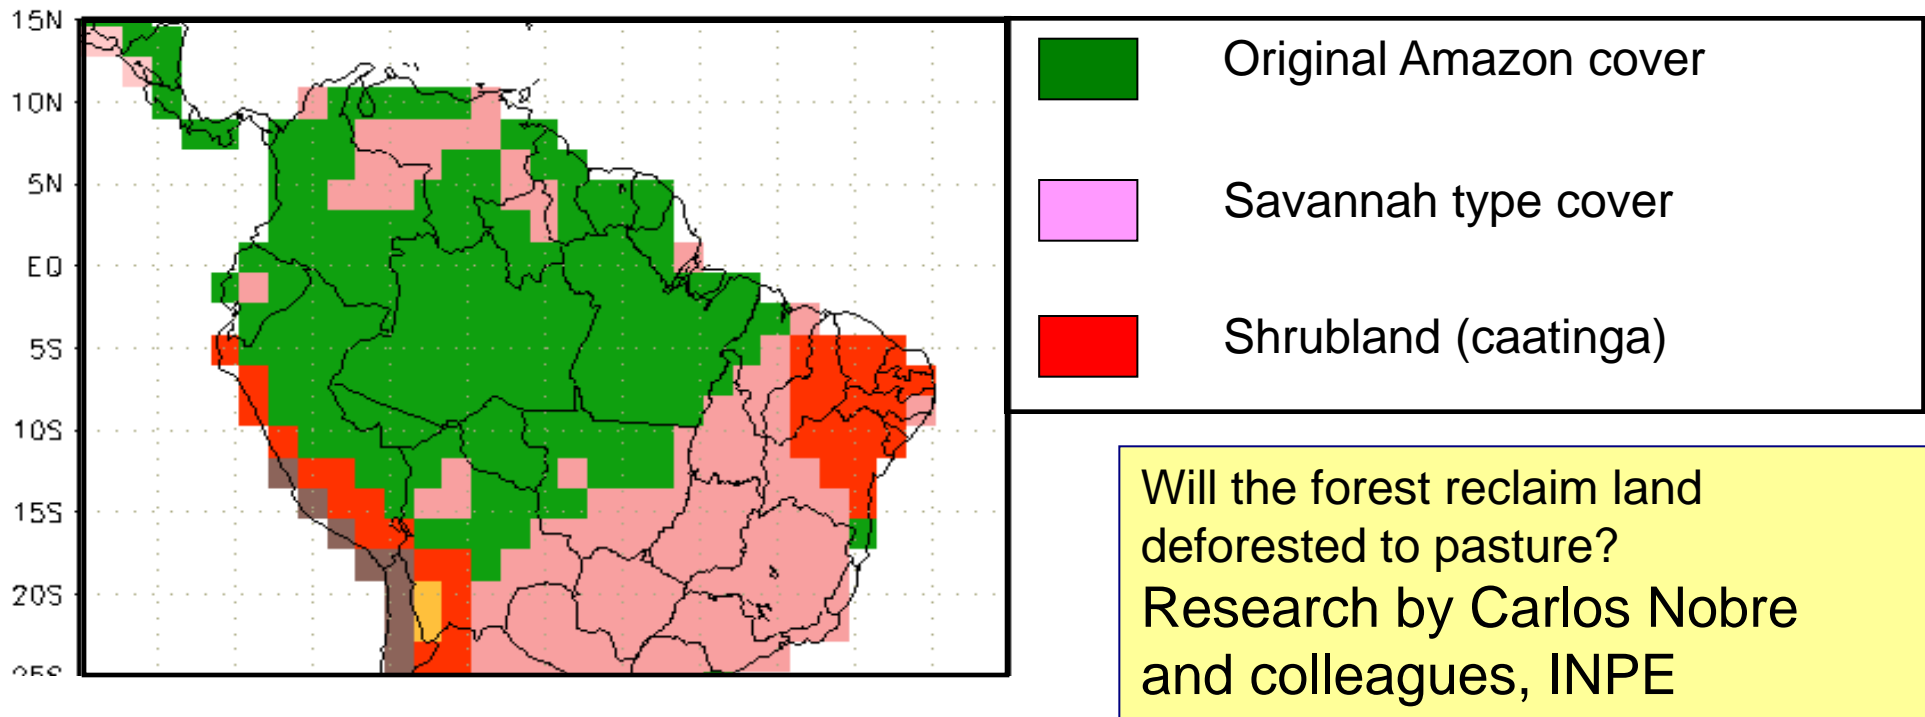 15N
10N
5N
EQ
5S
10S
15S
20S
25S
Original Amazon cover
Savannah type cover
Shrubland (caatinga)
Will the forest reclaim land
deforested to pasture?
Research by Carlos Nobre
and colleagues, INPE